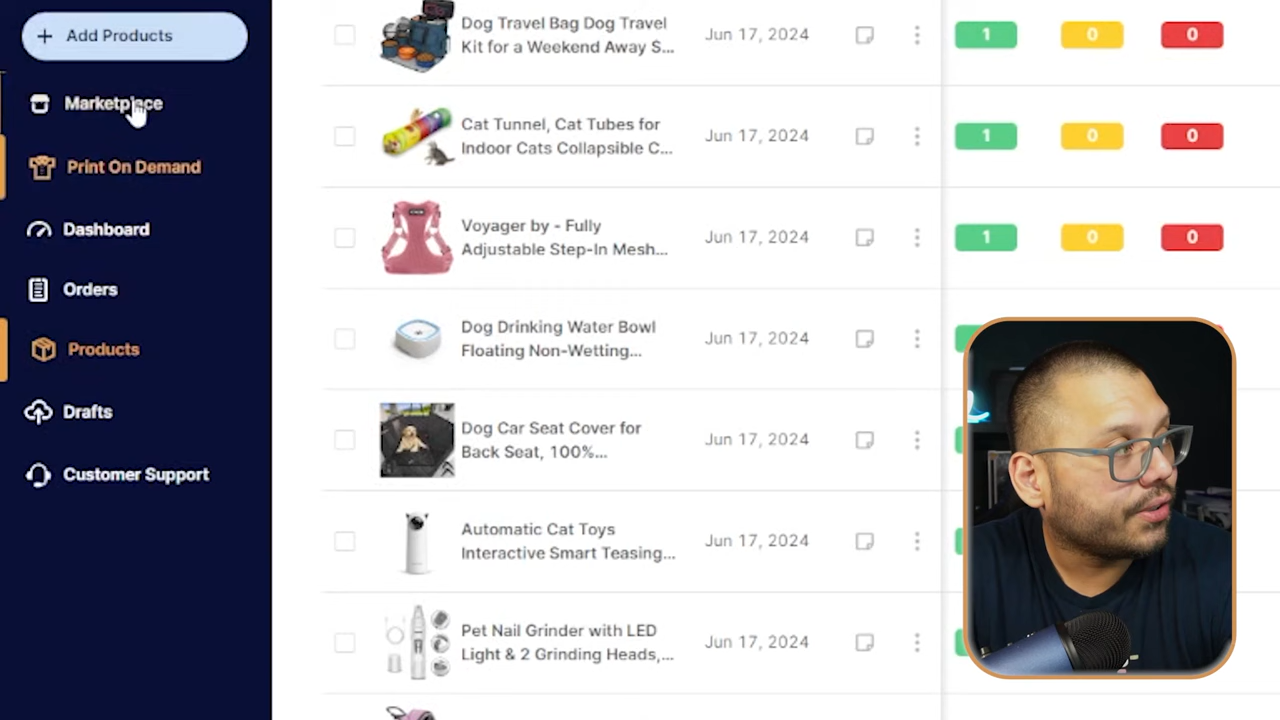 + Add Products
Marketplace
Print On Demand
Dashboard
Orders
Products
Drafts
Customer Support
Dog Travel Bag Dog Travel
Kit for a Weekend Away S...
Jun 17, 2024
1
0
0
Cat Tunnel, Cat Tubes for
Indoor Cats Collapsible C...
Jun 17, 2024
1
0
0
Voyager by - Fully
Adjustable Step-In Mesh...
Jun 17, 2024
1
0
0
Dog Drinking Water Bowl
Floating Non-Wetting...
Jun 17, 2024
Dog Car Seat Cover for
Back Seat, 100%...
Jun 17, 2024
Automatic Cat Toys
Interactive Smart Teasing...
Jun 17, 2024
Pet Nail Grinder with LED
Light & 2 Grinding Heads,...
Jun 17, 2024